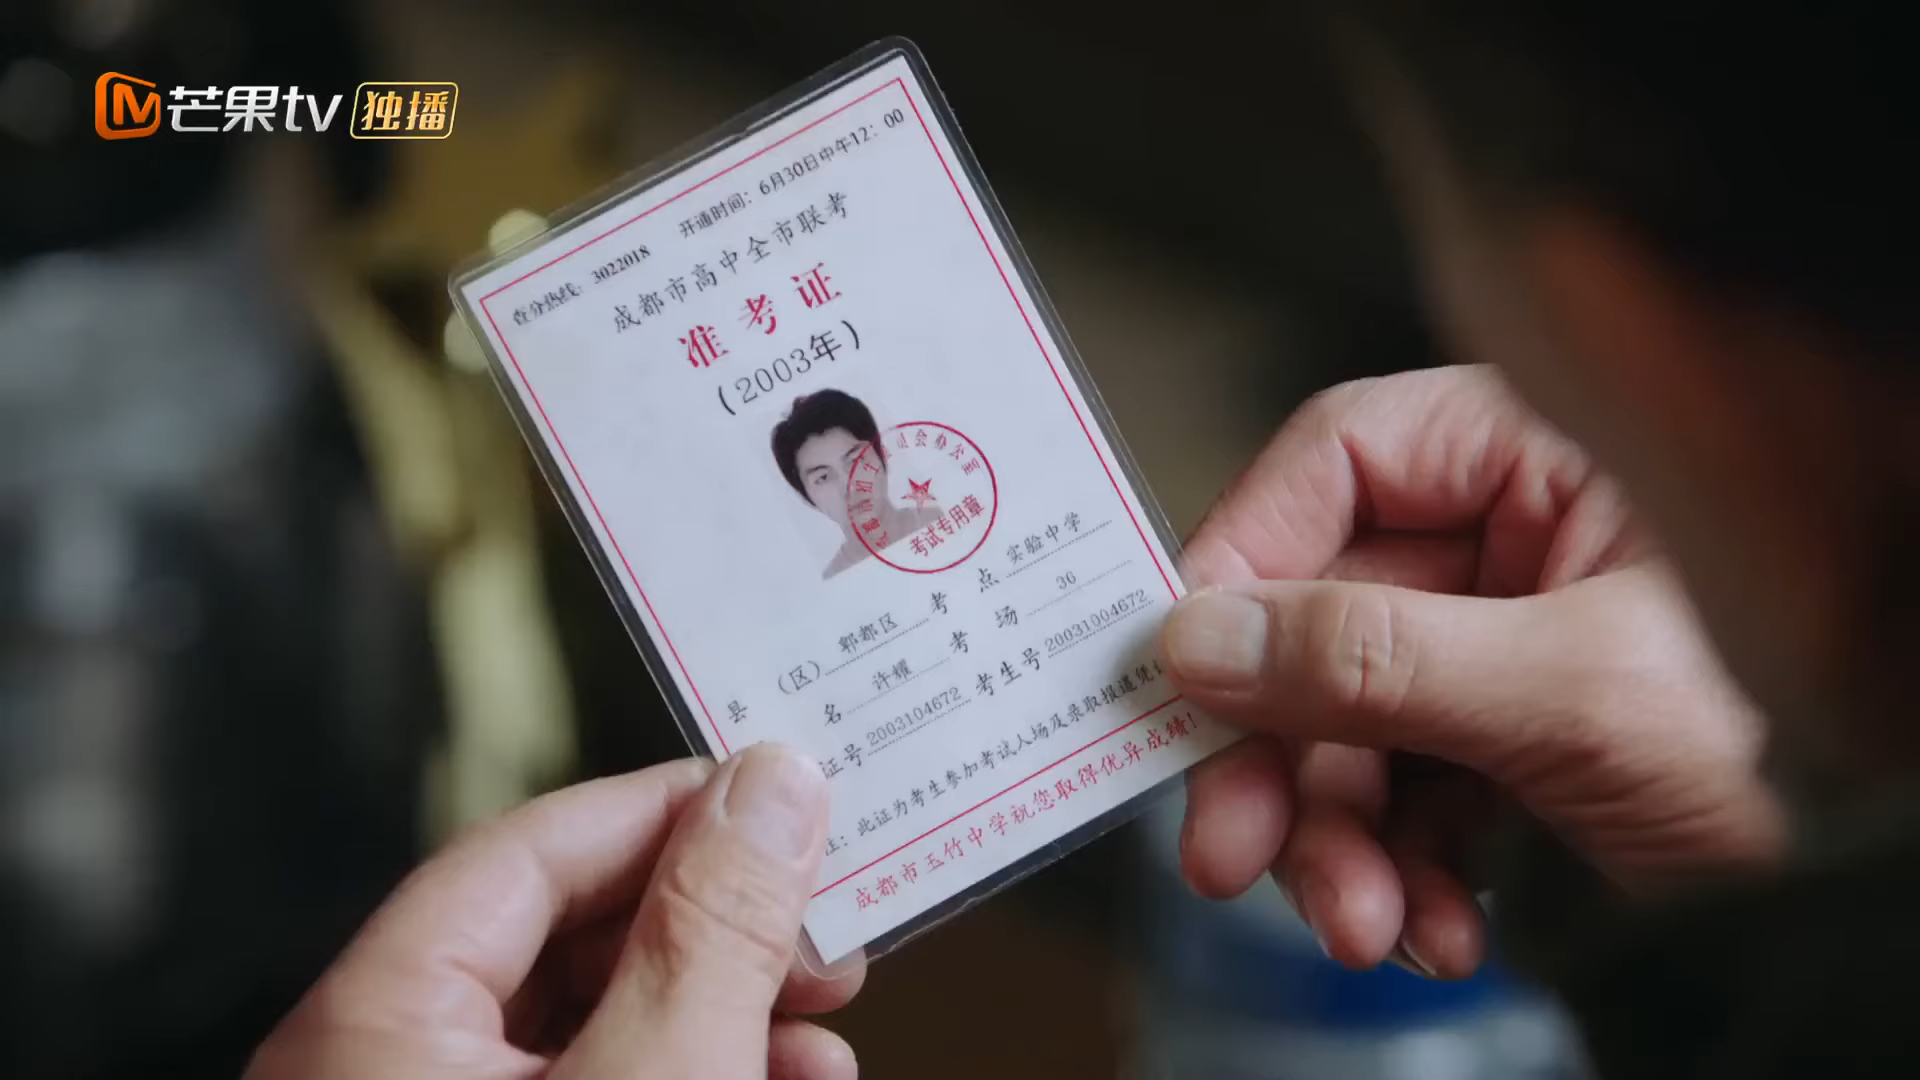 芒果tv 独播
查分热线：3022018 开通时间：6月30日中午12：00
成都市高中全市联考
准考证
(2003年)
考试专用章
县（区）郫都区 考点 实验中学
名 许耀 考场 36
证号 2003104672 考生号 20031004672
注：此证为考生参加考试入场及录取报道凭
成都市玉竹中学祝您取得优异成绩！